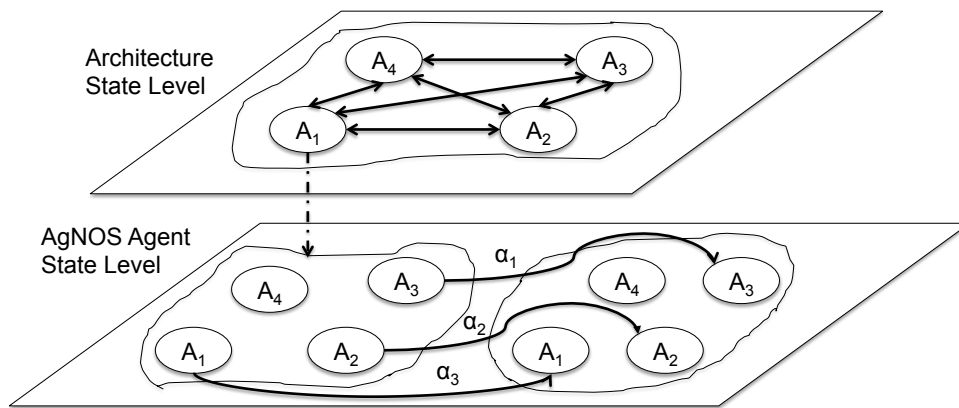 Architecture
State Level
A₄
A₃
A₁
A₂
AgNOS Agent
State Level
α₁
A₄
A₃
A₄
A₃
α₂
A₁
A₂
A₁
A₂
α₃